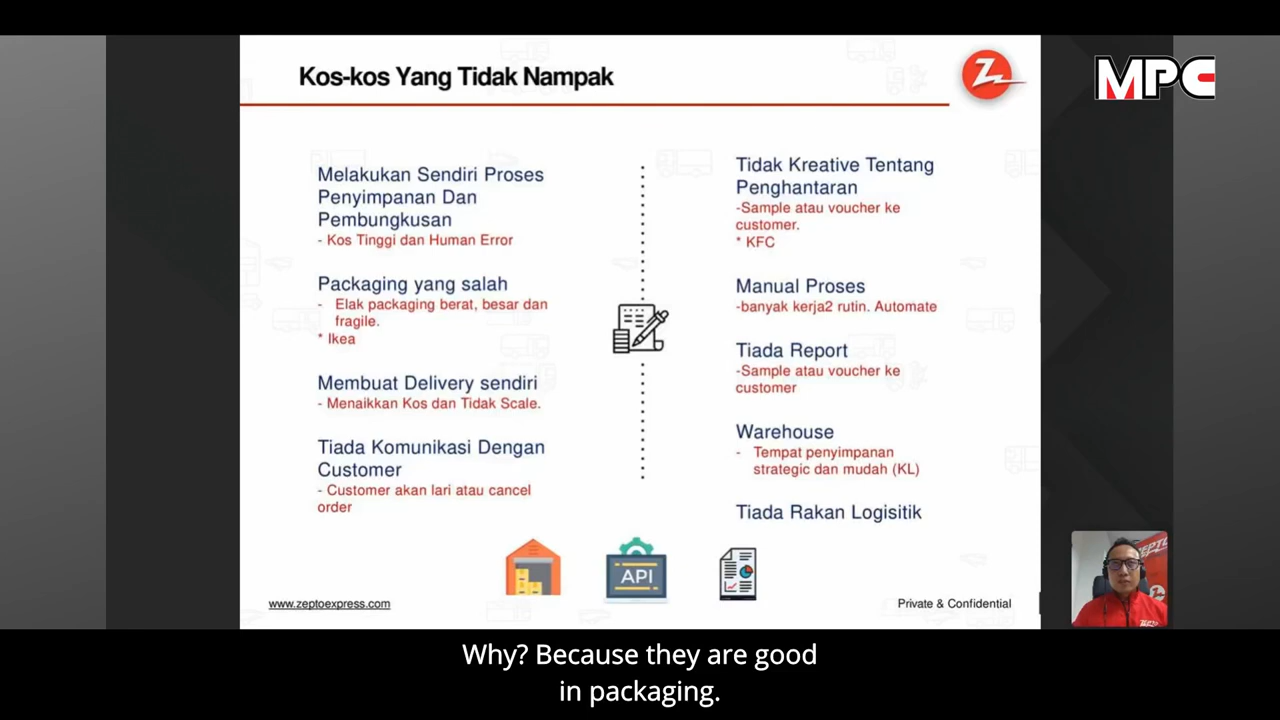 Kos-kos Yang Tidak Nampak
MPC
Melakukan Sendiri Proses
Penyimpanan Dan
Pembungkusan
- Kos Tinggi dan Human Error
Packaging yang salah
- Elak packaging berat, besar dan
fragile.
* Ikea
Membuat Delivery sendiri
- Menaikkan Kos dan Tidak Scale.
Tiada Komunikasi Dengan
Customer
- Customer akan lari atau cancel
order
Tidak Kreative Tentang
Penghantaran
-Sample atau voucher ke
customer.
* KFC
Manual Proses
-banyak kerja2 rutin. Automate
Tiada Report
-Sample atau voucher ke
customer
Warehouse
- Tempat penyimpanan
strategic dan mudah (KL)
Tiada Rakan Logisitik
API
www.zeptoexpress.com
Private & Confidential
Why? Because they are good
in packaging.